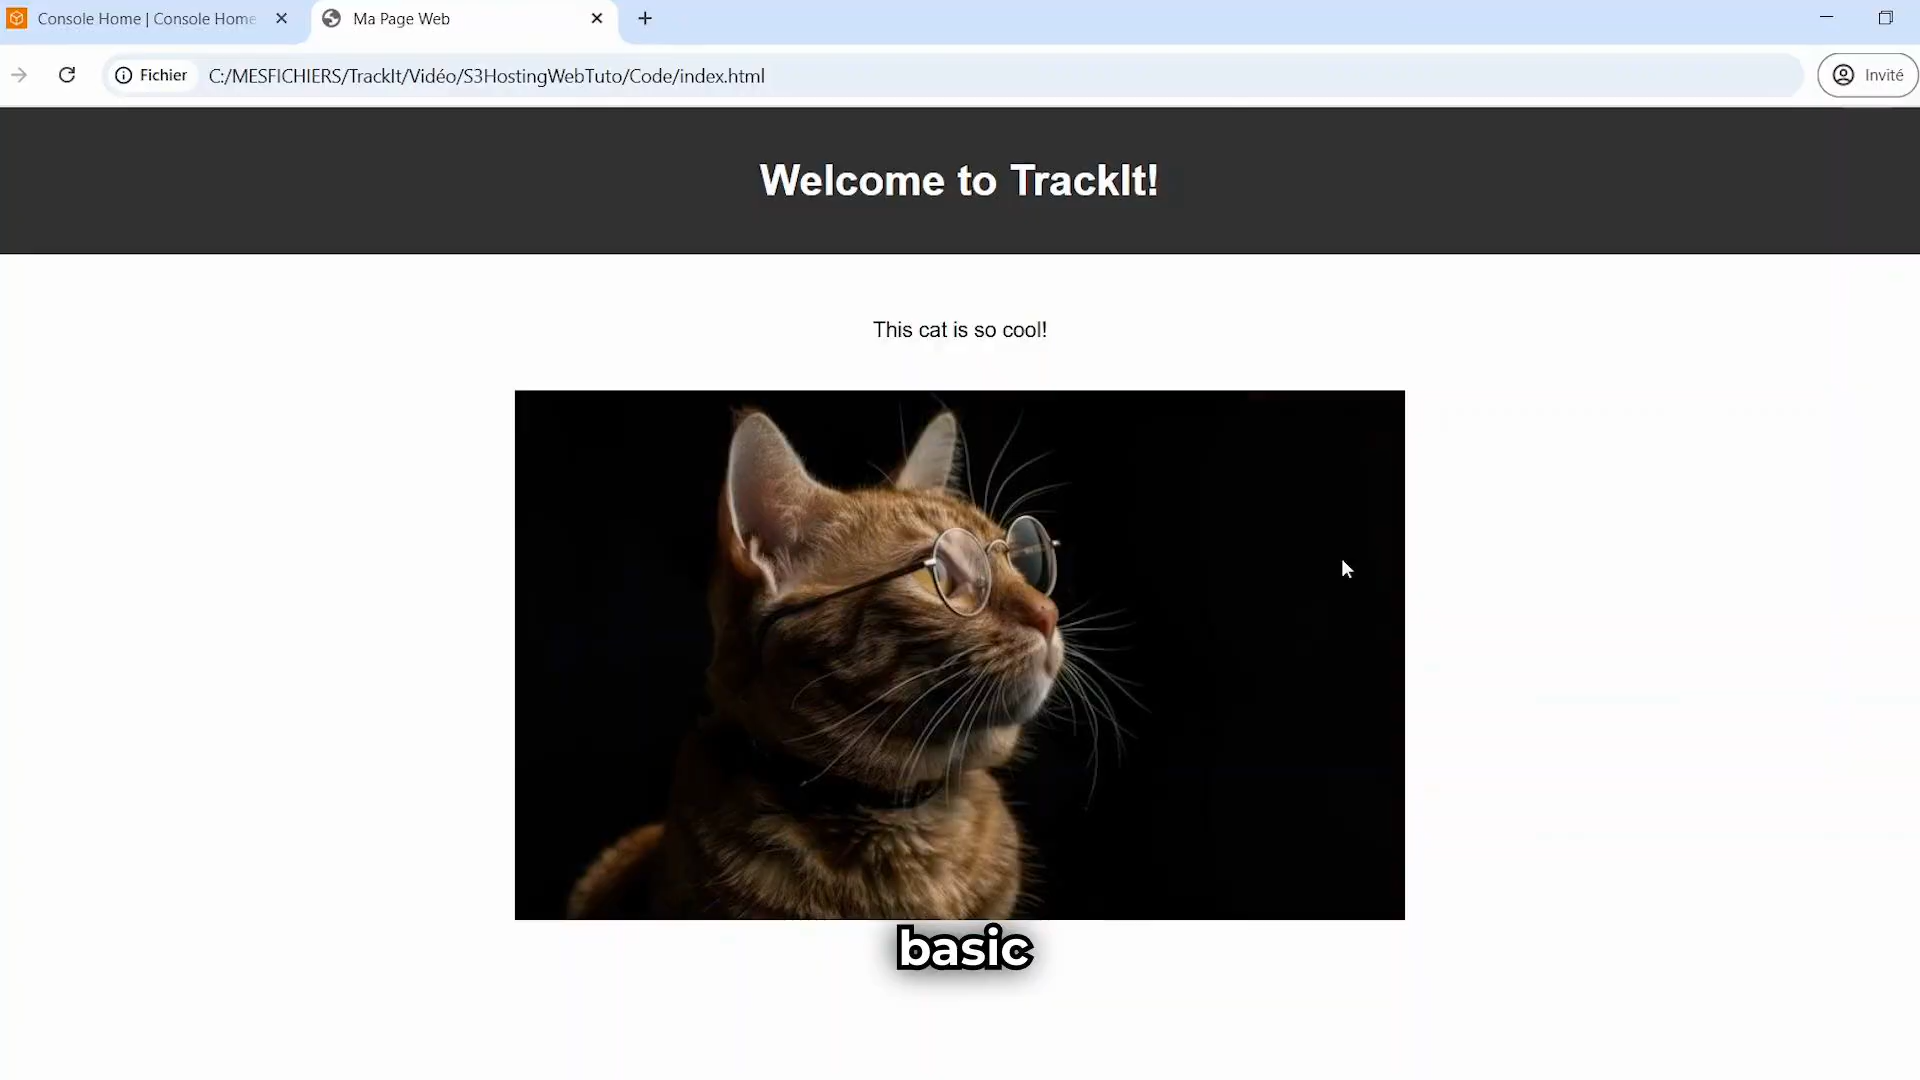 Console Home | Console Home
Ma Page Web
Fichier
C:/MESFICHIERS/TrackIt/Vidéo/S3HostingWebTuto/Code/index.html
Invité
Welcome to TrackIt!
This cat is so cool!
basic